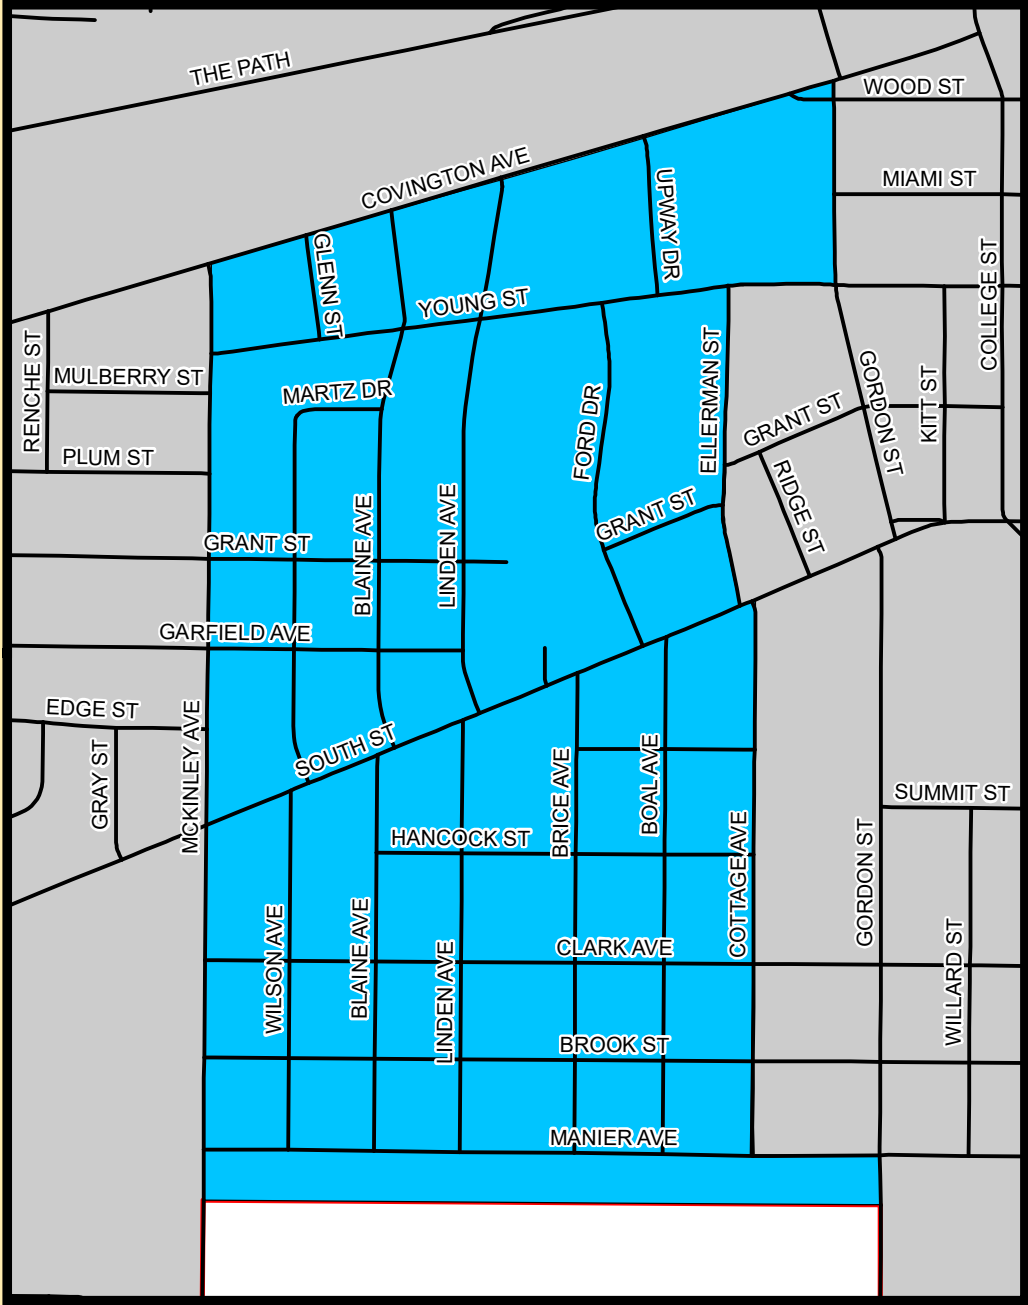 THE PATH
WOOD ST
COVINGTON AVE
MIAMI ST
UPWAY DR
GLENN ST
COLLEGE ST
YOUNG ST
RENCHE ST
MULBERRY ST
MARTZ DR
ELLERMAN ST
GORDON ST
KITT ST
FORD DR
GRANT ST
PLUM ST
RIDGE ST
GRANT ST
BLAINE AVE
LINDEN AVE
GRANT ST
GARFIELD AVE
EDGE ST
MCKINLEY AVE
GRAY ST
SOUTH ST
BRICE AVE
BOAL AVE
SUMMIT ST
HANCOCK ST
COTTAGE AVE
GORDON ST
WILSON AVE
BLAINE AVE
LINDEN AVE
CLARK AVE
WILLARD ST
BROOK ST
MANIER AVE